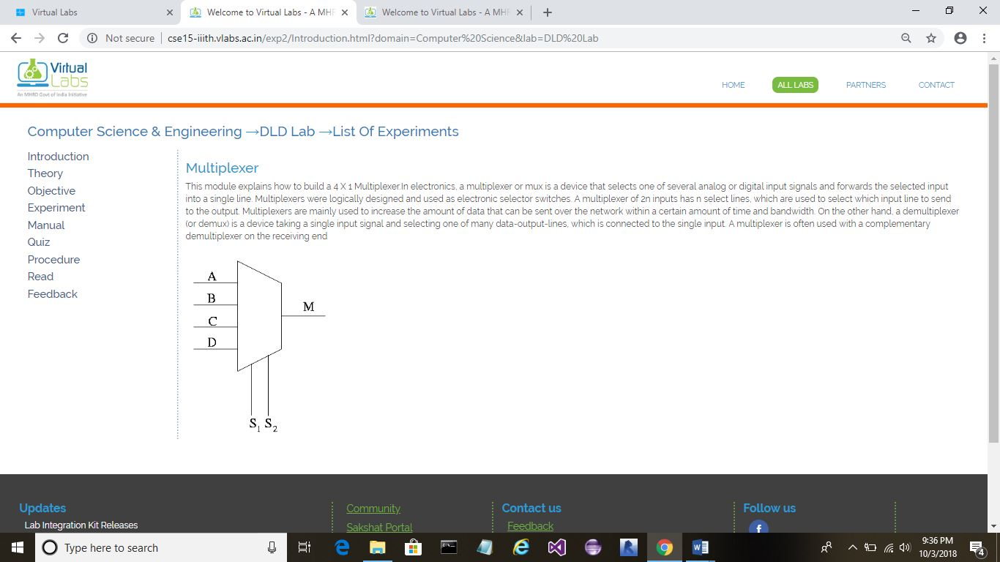 Virtual Labs
Welcome to Virtual Labs - A MHR
Welcome to Virtual Labs - A MHR
Not secure | cse15-iiith.vlabs.ac.in/exp2/Introduction.html?domain=Computer%20Science&lab=DLD%20Lab
Virtual
Labs
An MHRD Govt of India Initiative
HOME
ALL LABS
PARTNERS
CONTACT
Computer Science & Engineering →DLD Lab →List Of Experiments
Introduction
Theory
Objective
Experiment
Manual
Quiz
Procedure
Read
Feedback
Multiplexer
This module explains how to build a 4 X 1 Multiplexer.In electronics, a multiplexer or mux is a device that selects one of several analog or digital input signals and forwards the selected input
into a single line. Multiplexers were logically designed and used as electronic selector switches. A multiplexer of 2n inputs has n select lines, which are used to select which input line to send
to the output. Multiplexers are mainly used to increase the amount of data that can be sent over the network within a certain amount of time and bandwidth. On the other hand, a demultiplexer
(or demux) is a device taking a single input signal and selecting one of many data-output-lines, which is connected to the single input. A multiplexer is often used with a complementary
demultiplexer on the receiving end
A
B
C
D
M
S1 S2
Updates
Lab Integration Kit Releases
Community
Sakshat Portal
Contact us
Feedback
Follow us
f
Type here to search
9:36 PM
10/3/2018
4